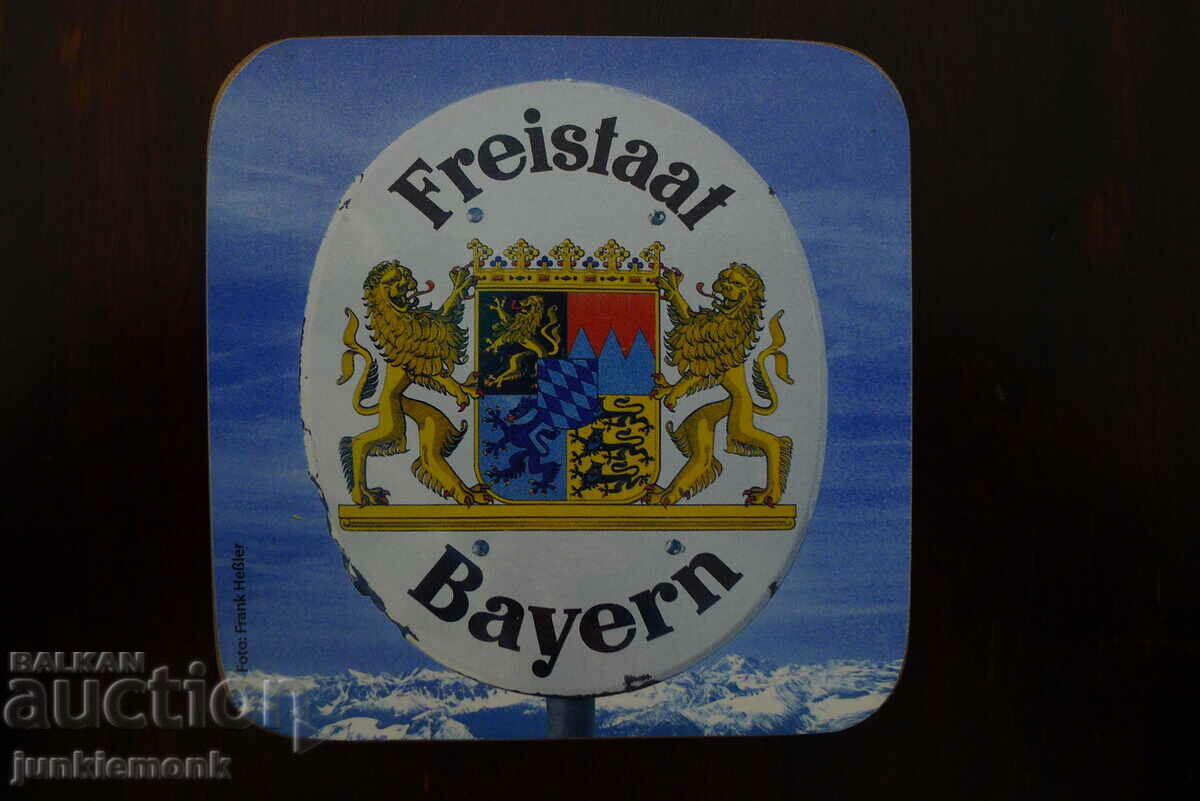 Freistaat
Bayern
Foto: Frank Heßler
BALKAN
auction
junkiemonk